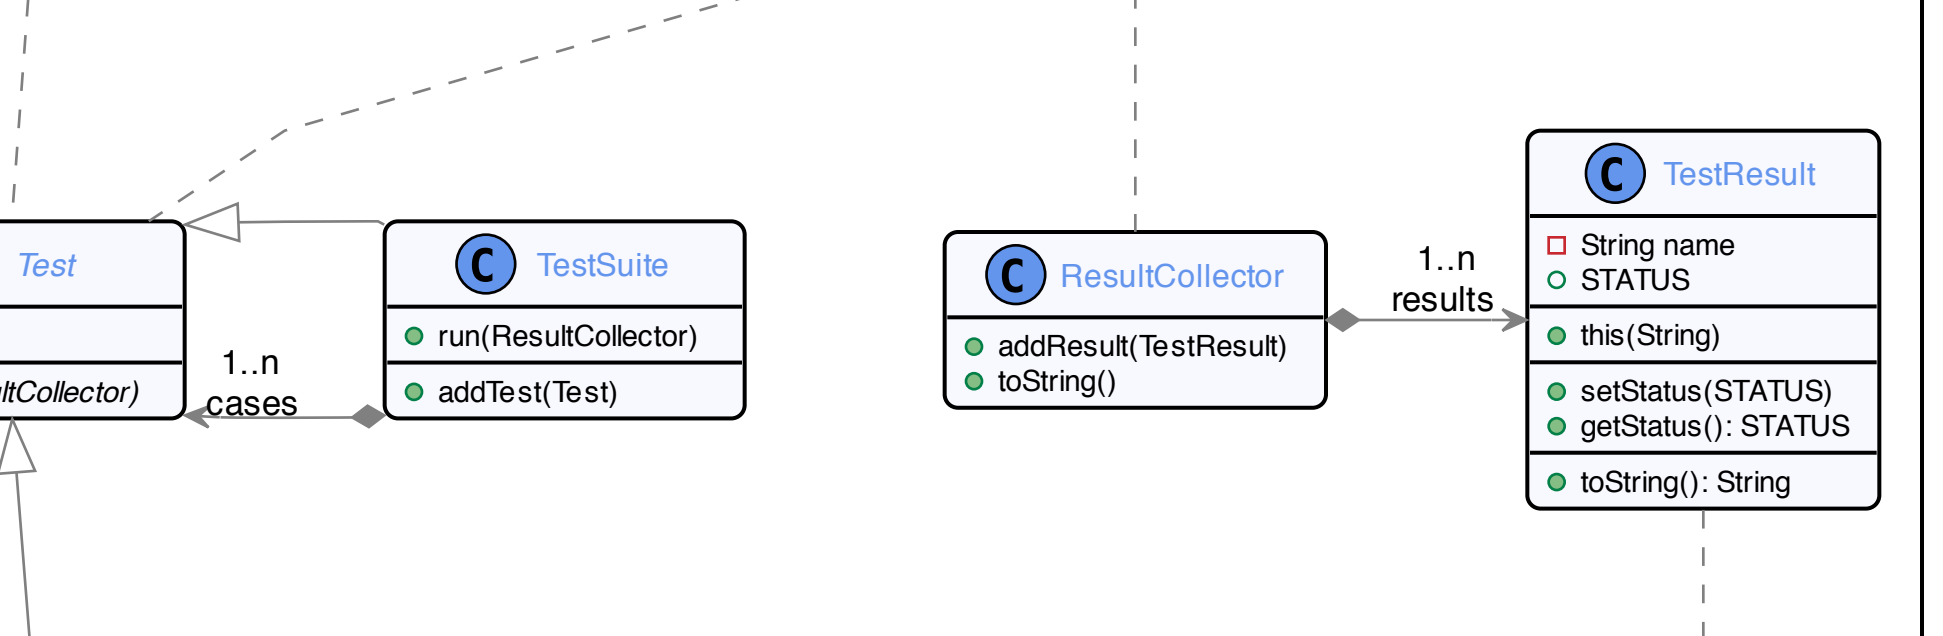 Test
ltCollector)
1..n
cases
C TestSuite
run(ResultCollector)
addTest(Test)
C ResultCollector
addResult(TestResult)
toString()
1..n
results
C TestResult
String name
STATUS
this(String)
setStatus(STATUS)
getStatus(): STATUS
toString(): String